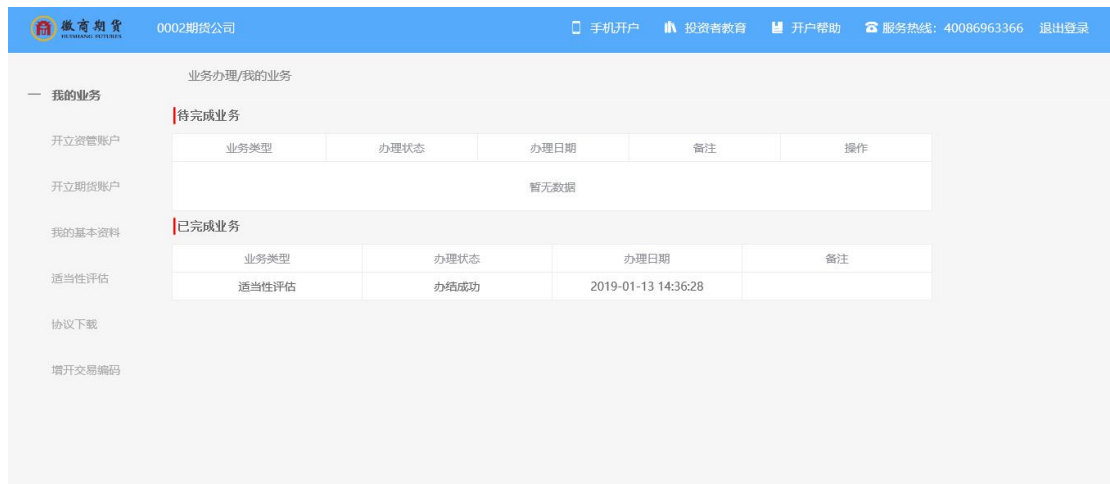 徽商期货 0002期货公司 手机开户 投资者教育 开户帮助 服务热线：40086963366 退出登录
HUISHANG FUTURES
业务办理/我的业务
一 我的业务
待完成业务
开立资管账户
业务类型 办理状态 办理日期 备注 操作
开立期货账户
暂无数据
我的基本资料
已完成业务
业务类型 办理状态 办理日期 备注
适当性评估
适当性评估 办结成功 2019-01-13 14:36:28
协议下载
增开交易编码